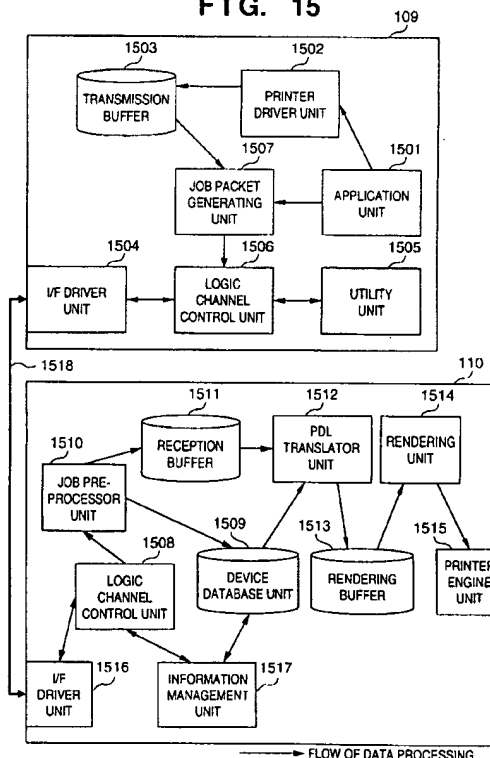 FIG. 15
109
1503
1502
TRANSMISSION
BUFFER
PRINTER
DRIVER UNIT
1507
1501
JOB PACKET
GENERATING
UNIT
APPLICATION
UNIT
1504
1506
1505
I/F DRIVER
UNIT
LOGIC
CHANNEL
CONTROL UNIT
UTILITY
UNIT
1518
110
1511
1512
1514
1510
RECEPTION
BUFFER
PDL
TRANSLATOR
UNIT
RENDERING
UNIT
JOB PRE-
PROCESSOR
UNIT
1509
1513
1515
1508
LOGIC
CHANNEL
CONTROL UNIT
DEVICE
DATABASE UNIT
RENDERING
BUFFER
PRINTER
ENGINE
UNIT
1516
1517
I/F
DRIVER
UNIT
INFORMATION
MANAGEMENT
UNIT
FLOW OF DATA PROCESSING